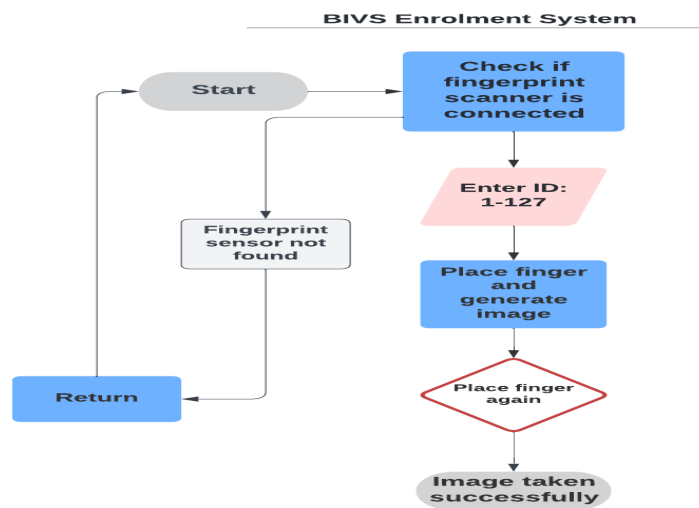 BIVS Enrolment System
Start
Check if
fingerprint
scanner is
connected
Enter ID:
1-127
Fingerprint
sensor not
found
Place finger
and
generate
image
Return
Place finger
again
Image taken
successfully